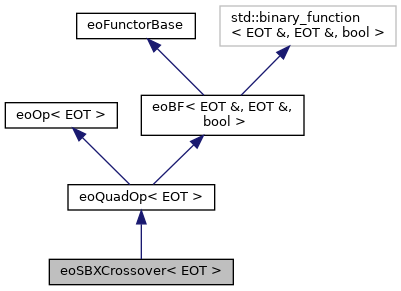 eoFunctorBase
std::binary_function
< EOT &, EOT &, bool >
eoOp< EOT >
eoBF< EOT &, EOT &,
bool >
eoQuadOp< EOT >
eoSBXCrossover< EOT >